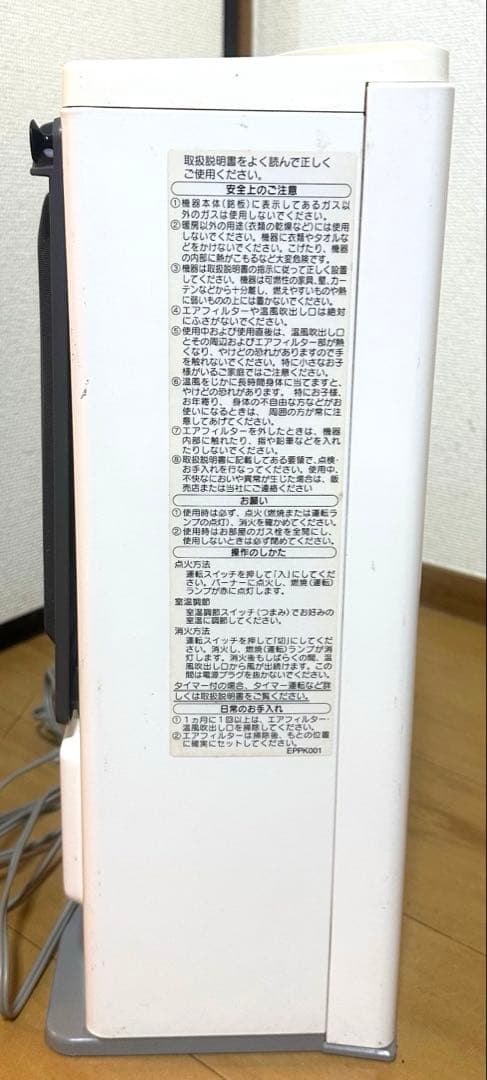 取扱説明書をよく読んで正しく
ご使用ください。
安全上のご注意
①機器本体(銘板)に表示してあるガス以
外のガスは使用しないでください。
②暖房以外の用途(衣類の乾燥など)には使用
しないでください。機器に衣類やタオルな
どをかけないでください。こげたり、機器
の内部に熱がこもるなど大変危険です。
③機器は取扱説明書の指示に従って正しく設置
してください。機器は可燃性の家具、壁、カー
テンなどから十分離し、燃えやすいものや熱
に弱いものの上には置かないでください。
④エアフィルターや温風吹出し口は絶対
にふさがないでください。
⑤使用中および使用直後は、温風吹出し口
とその周辺およびエアフィルター部が熱
くなり、やけどの恐れがありますので手
を触れないでください。特に小さなお子
様がいるご家庭ではご注意ください。
⑥温風をじかに長時間身体に当てますと、
やけどの恐れがあります。特にお子様、
お年寄り、身体の不自由な方などがお
使いになるときは、周囲の方が常に注
意してあげてください。
⑦エアフィルターを外したときは、機器
内部に触れたり、指や鉛筆などを入れた
りしないでください。
⑧取扱説明書に記載してある要領で、点検・
お手入れを行なってください。使用中、
不快なにおいや異常が生じた場合は、販
売店または当社にご連絡ください
お願い
①使用時は必ず、点火(燃焼または運転ラ
ンプの点灯)、消火を確かめてください。
②使用時はお部屋のガス栓を全開にし、
使用しないときは必ず閉めてください。
操作のしかた
点火方法
運転スイッチを押して「入」にしてくだ
さい。バーナーに点火し、燃焼(運転)
ランプが赤に点灯します。
室温調節
室温調節スイッチ(つまみ)でお好みの
室温に調節してください。
消火方法
運転スイッチを押して「切」にしてくだ
さい。消火し、燃焼(運転)ランプが消
灯します。消火後もしばらくの間、温
風吹出し口から風が出続けます。この
間は電源プラグを抜かないでください。
タイマー付の場合、タイマー運転など詳
しくは取扱説明書をご覧ください。
日常のお手入れ
①1ヵ月に1回以上は、エアフィルター・
温風吹出し口を掃除してください。
②エアフィルターは掃除後、もとの位置
に確実にセットしてください。
EPPK001